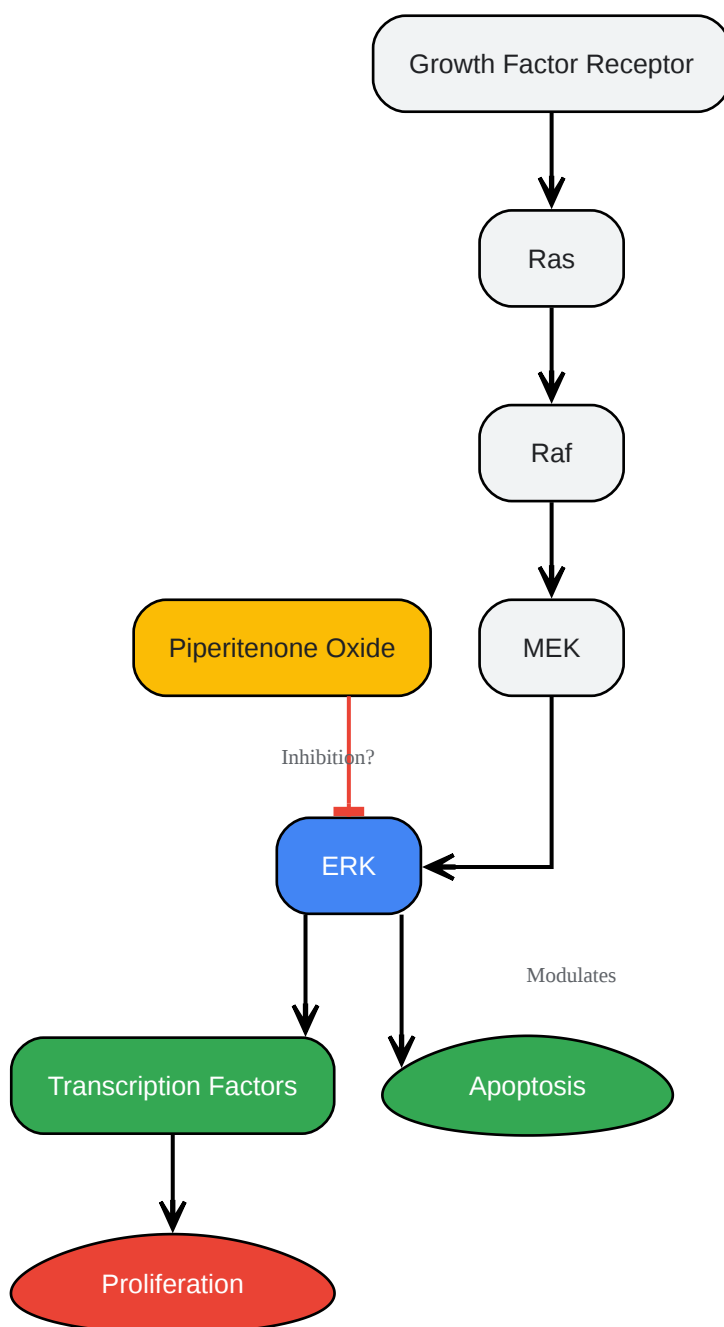 Growth Factor Receptor
Ras
Raf
Piperitenone Oxide
MEK
Inhibition?
ERK
Modulates
Transcription Factors
Apoptosis
Proliferation